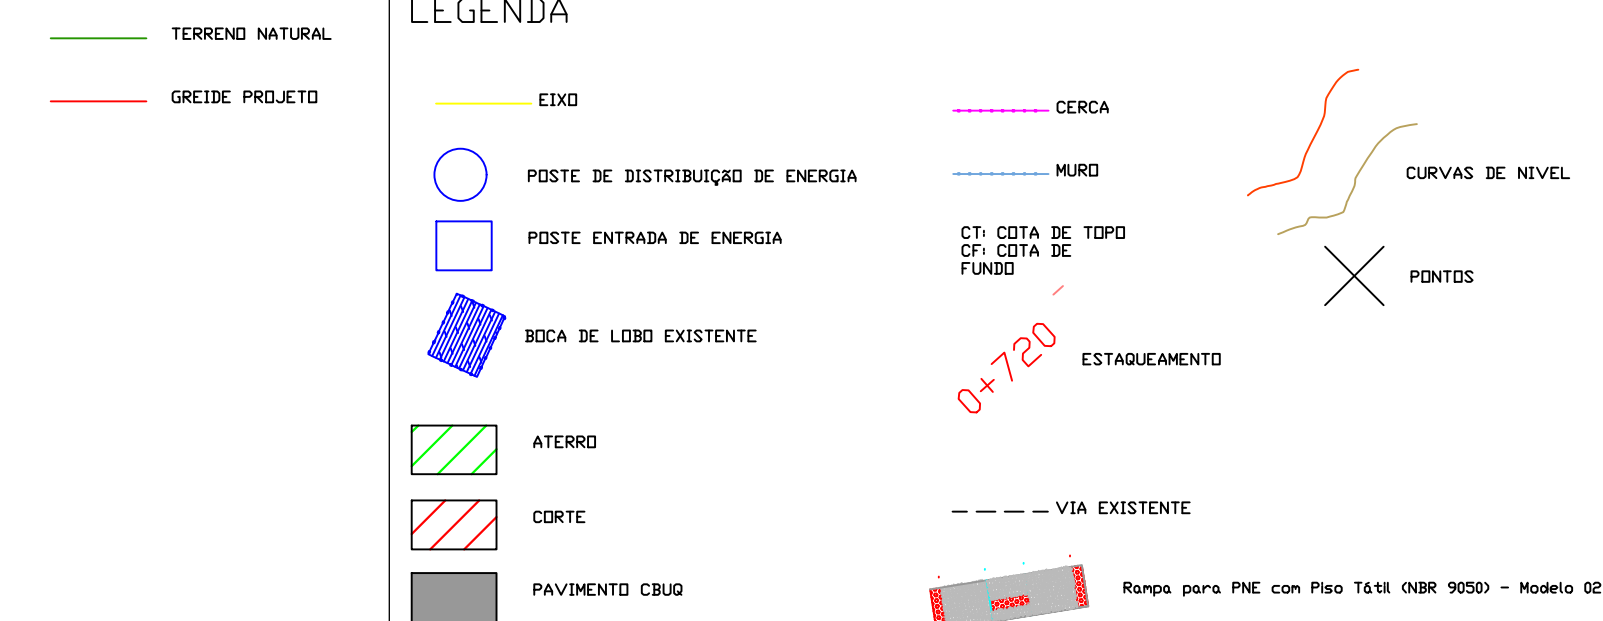 LEGENDA
TERRENO NATURAL
GREIDE PROJETO
EIXO
POSTE DE DISTRIBUIÇÃO DE ENERGIA
POSTE ENTRADA DE ENERGIA
BOCA DE LOBO EXISTENTE
ATERRO
CORTE
PAVIMENTO CBUQ
CERCA
MURO
CT: COTA DE TOPO
CF: COTA DE
FUNDO
0+720
ESTAQUEAMENTO
VIA EXISTENTE
Rampa para PNE com Piso Tátil (NBR 9050) - Modelo 02
CURVAS DE NIVEL
PONTOS